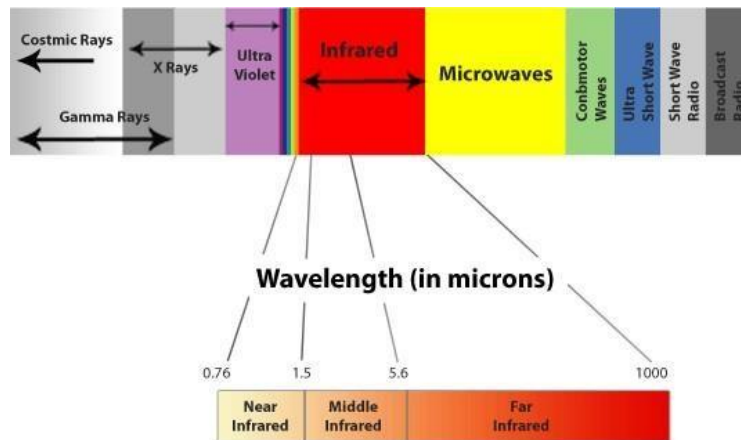 Costmic Rays
X Rays
Gamma Rays
Ultra
Violet
Infrared
Microwaves
Conbmotor
Waves
Ultra
Short Wave
Short Wave
Radio
Broadcast
Radio
Wavelength (in microns)
0.76
1.5
5.6
1000
Near
Infrared
Middle
Infrared
Far
Infrared